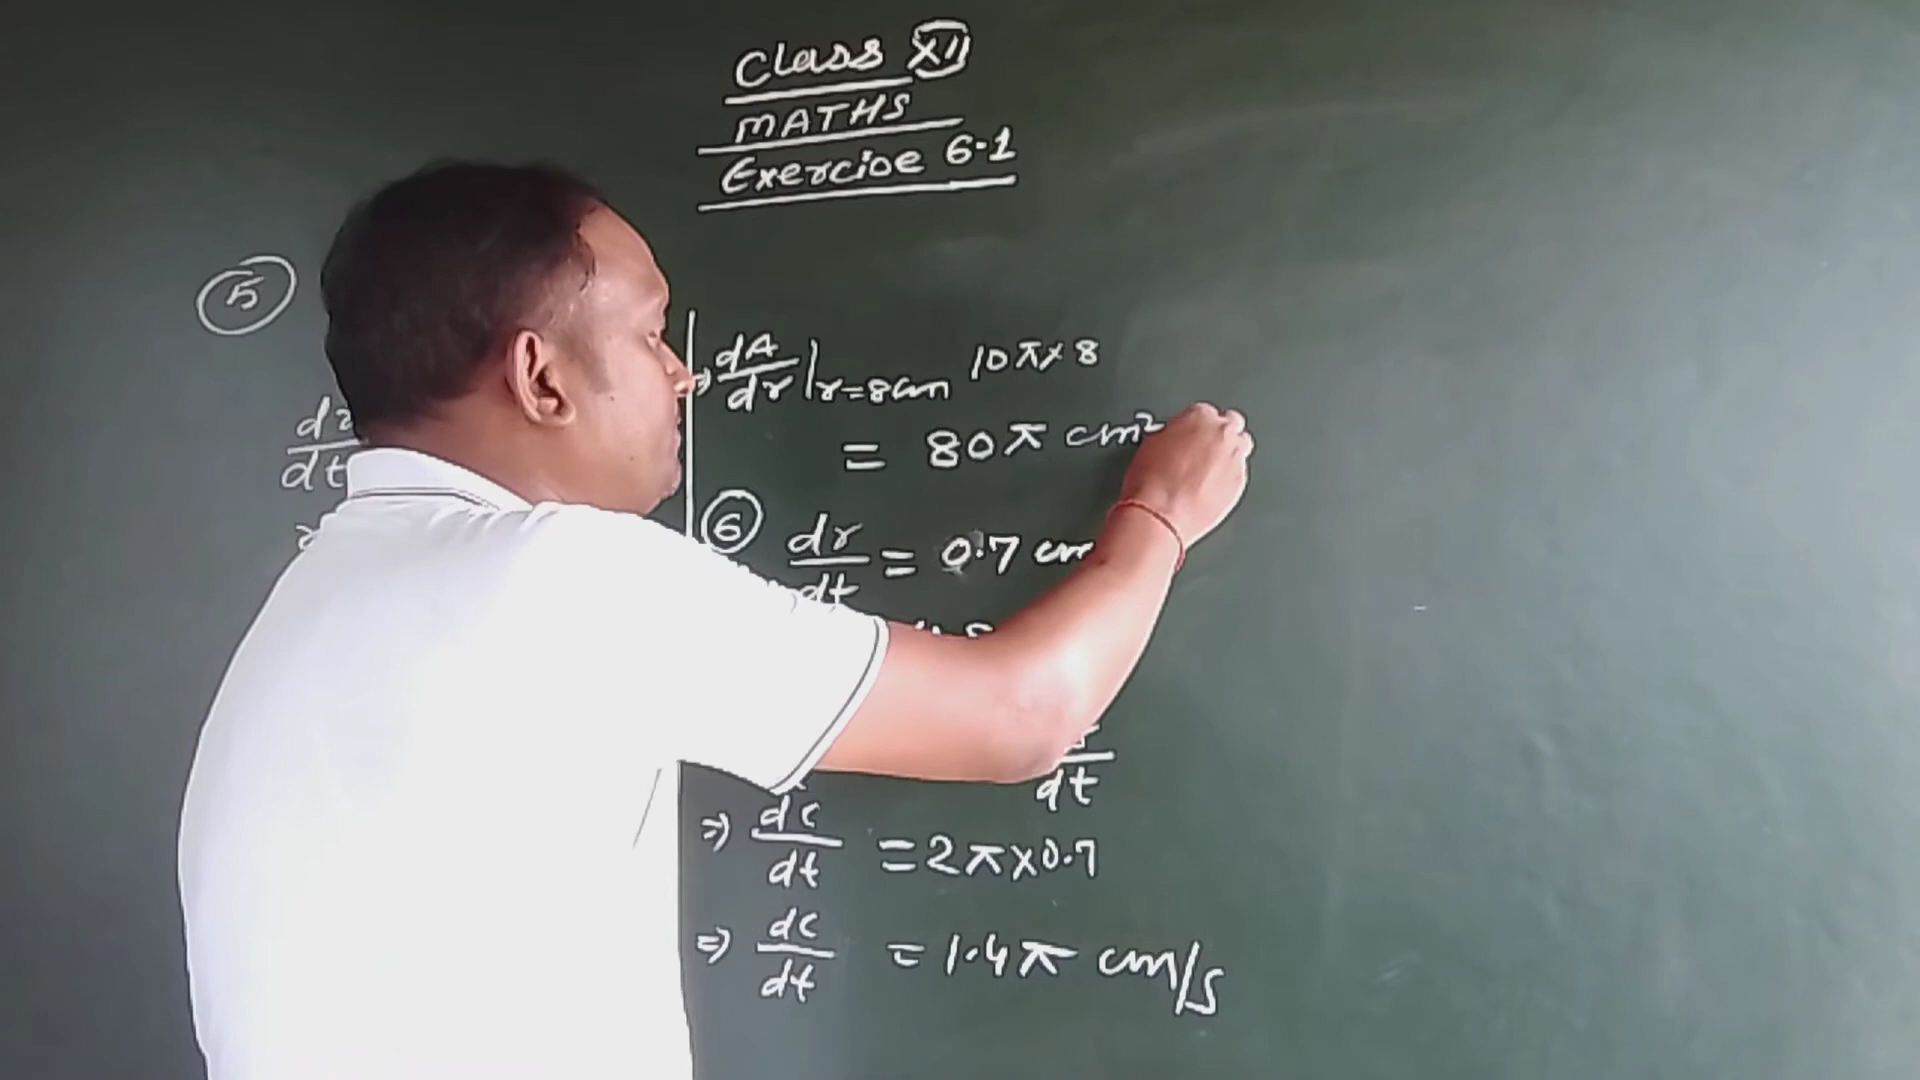 Class XII
MATHS
Exercise 6.1
5
d
dt
⇒ dA/dr |r=8cm 10π×8
= 80π cm²
6 dr/dt = 0.7 cm
dt
⇒ dc/dt = 2π×0.7
⇒ dc/dt = 1.4π cm/s